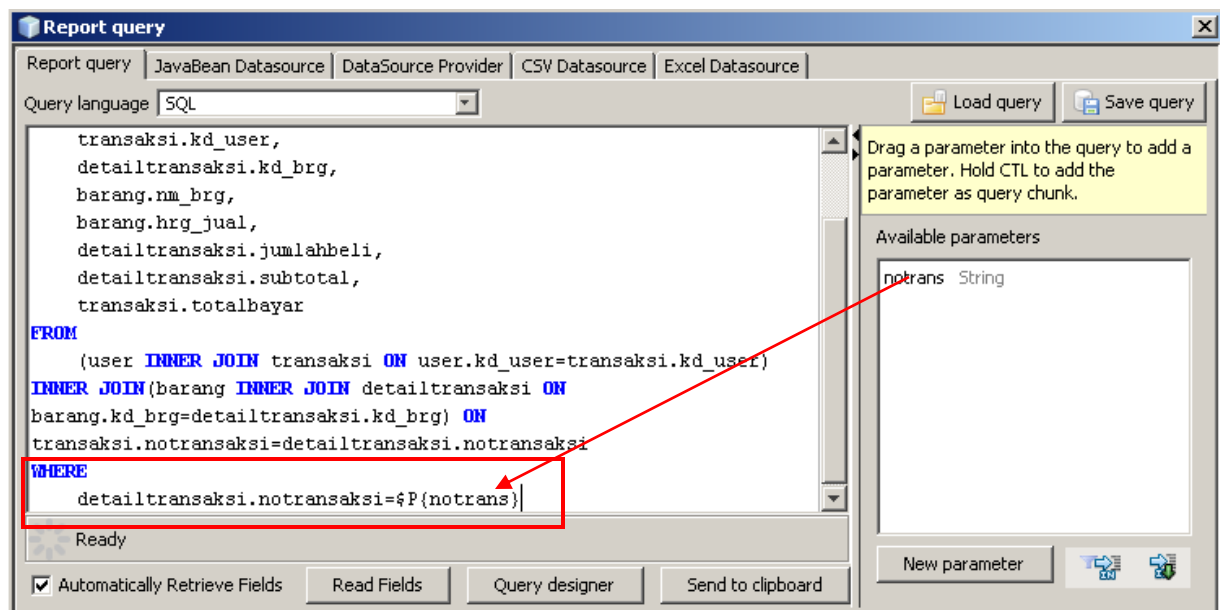 Report query
Report query JavaBean Datasource DataSource Provider CSV Datasource Excel Datasource
Query language SQL Load query Save query
transaksi.kd_user,
detailtransaksi.kd_brg,
barang.nm_brg,
barang.hrg_jual,
detailtransaksi.jumlahbeli,
detailtransaksi.subtotal,
transaksi.totalbayar
FROM
(user INNER JOIN transaksi ON user.kd_user=transaksi.kd_user)
INNER JOIN(barang INNER JOIN detailtransaksi ON
barang.kd_brg=detailtransaksi.kd_brg) ON
transaksi.notransaksi=detailtransaksi.notransaksi
WHERE
detailtransaksi.notransaksi=$P{notrans}
Drag a parameter into the query to add a
parameter. Hold CTL to add the
parameter as query chunk.
Available parameters
notrans String
Ready
Automatically Retrieve Fields Read Fields Query designer Send to clipboard
New parameter
IN